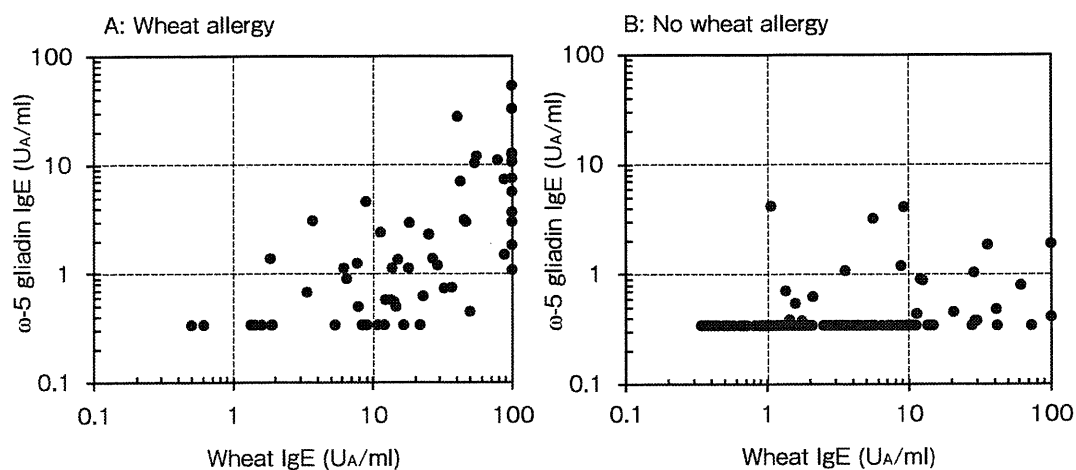 A: Wheat allergy
100
10
1
0.1
ω-5 gliadin IgE (UA/ml)
0.1 1 10 100
Wheat IgE (UA/ml)
B: No wheat allergy
100
10
1
0.1
ω-5 gliadin IgE (UA/ml)
0.1 1 10 100
Wheat IgE (UA/ml)